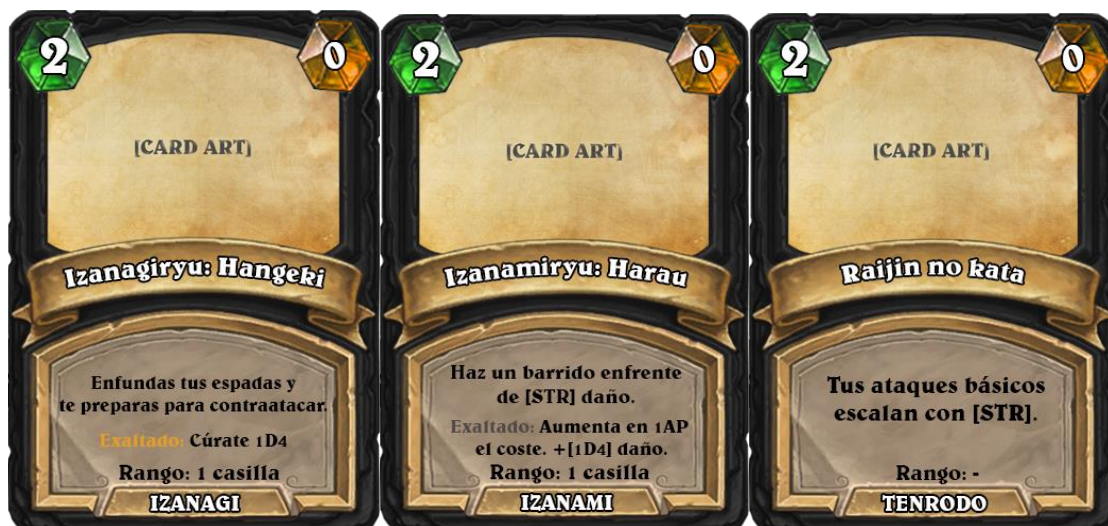 2
0
[CARD ART]
Izanagiryu: Hangeki
Enfundas tus espadas y
te preparas para contraatacar.
Exaltado: Cúrate 1D4
Rango: 1 casilla
IZANAGI
2
0
[CARD ART]
Izanamiryu: Harau
Haz un barrido enfrente
de [STR] daño.
Exaltado: Aumenta en 1AP
el coste. +[1D4] daño.
Rango: 1 casilla
IZANAMI
2
0
[CARD ART]
Raijin no kata
Tus ataques básicos
escalan con [STR].
Rango: -
TENRODO